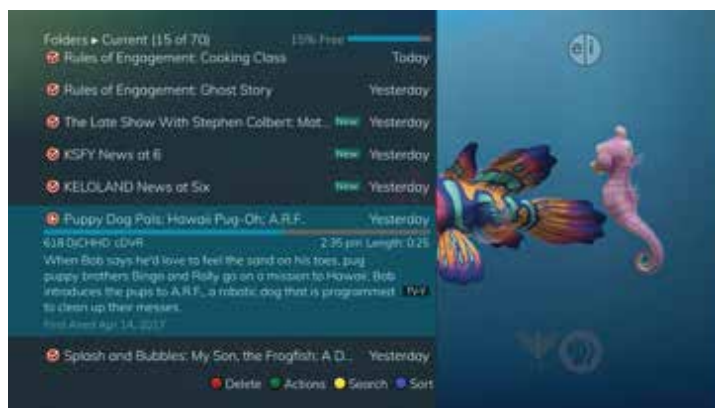 Folders ▸ Current (15 of 70) 15% Free
Rules of Engagement: Cooking Class Today
Rules of Engagement: Ghost Story Yesterday
The Late Show With Stephen Colbert: Mat... New Yesterday
KSFY News at 6 New Yesterday
KELOLAND News at Six New Yesterday
Puppy Dog Pals: Hawaii Pug-Oh; A.R.F. Yesterday
618 DJCHHD cDVR 2:35 pm Length: 0:25
When Bob says he'd love to feel the sand on his toes, pug
puppy brothers Bingo and Rolly go on a mission to Hawaii; Bob
introduces the pups to A.R.F., a robotic dog that is programmed TV-Y
to clean up their messes.
First Aired Apr 14, 2017
Splash and Bubbles: My Son, the Frogfish; A D... Yesterday
Delete Actions Search Sort
e i